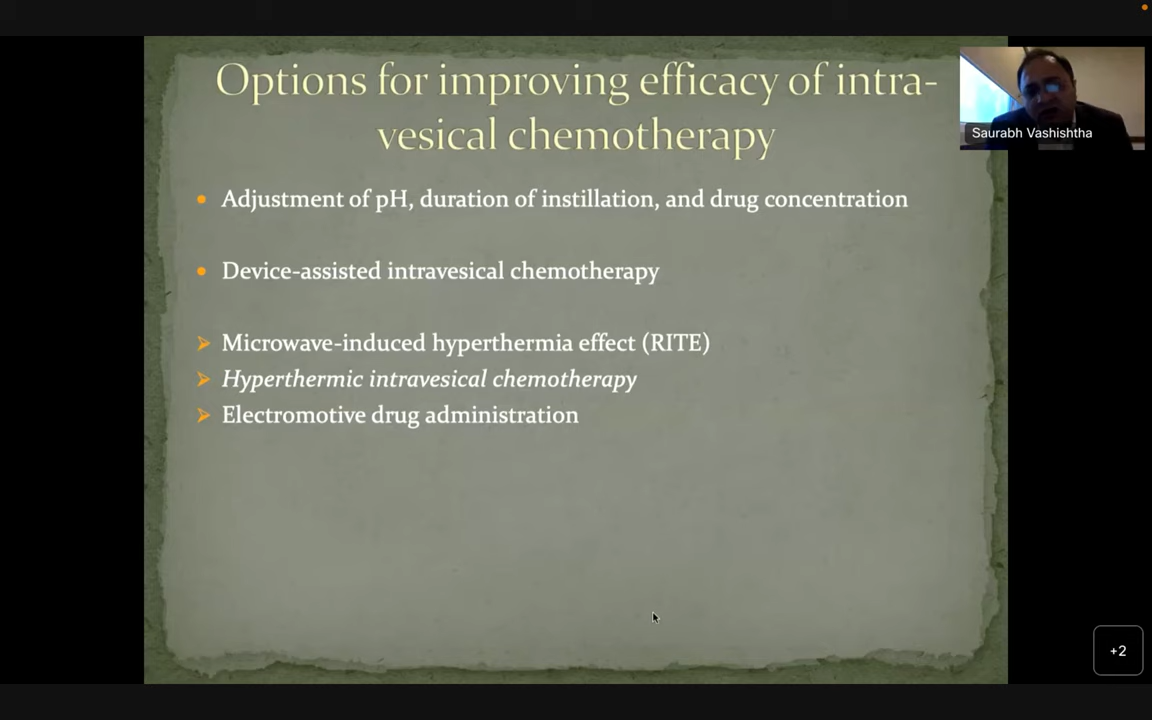 Options for improving efficacy of intra-
vesical chemotherapy
Saurabh Vashishtha
Adjustment of pH, duration of instillation, and drug concentration
Device-assisted intravesical chemotherapy
Microwave-induced hyperthermia effect (RITE)
Hyperthermic intravesical chemotherapy
Electromotive drug administration
+2